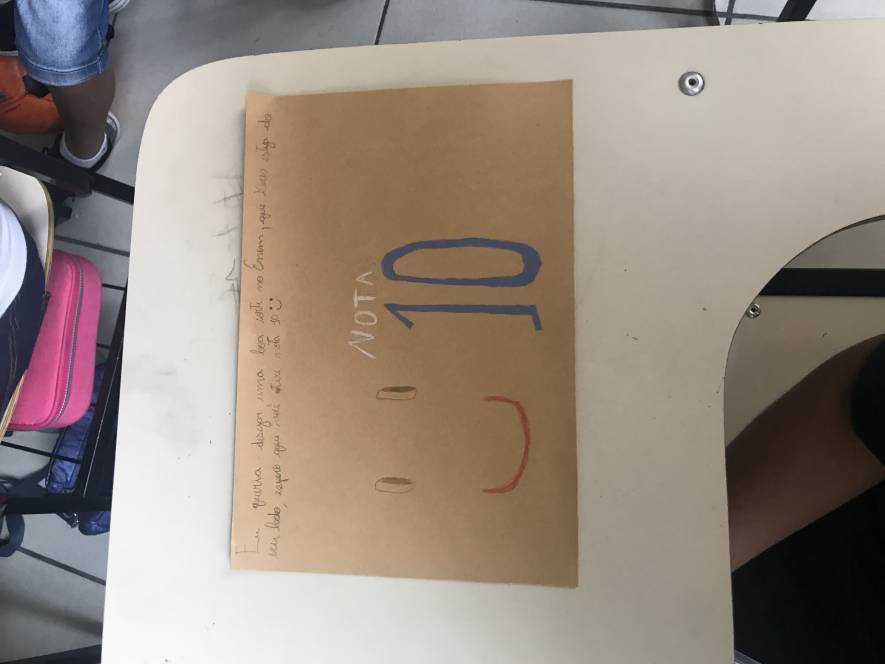 Eu queria desejar uma boa sorte no Enem, que Deus esteja do
seu lado, espero que você tire nota 10 :)
NOTA
10